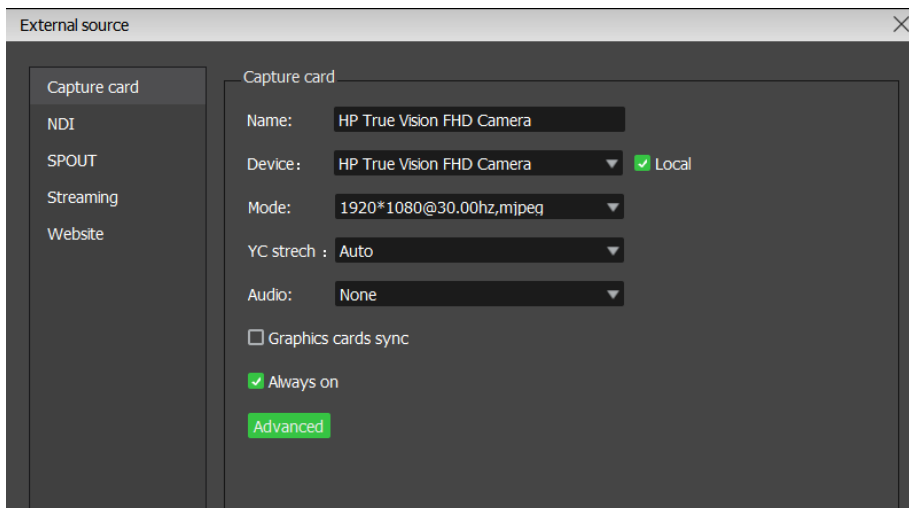 External source
Capture card
NDI
SPOUT
Streaming
Website
Capture card
Name: HP True Vision FHD Camera
Device： HP True Vision FHD Camera Local
Mode: 1920*1080@30.00hz,mjpeg
YC strech： Auto
Audio: None
Graphics cards sync
Always on
Advanced